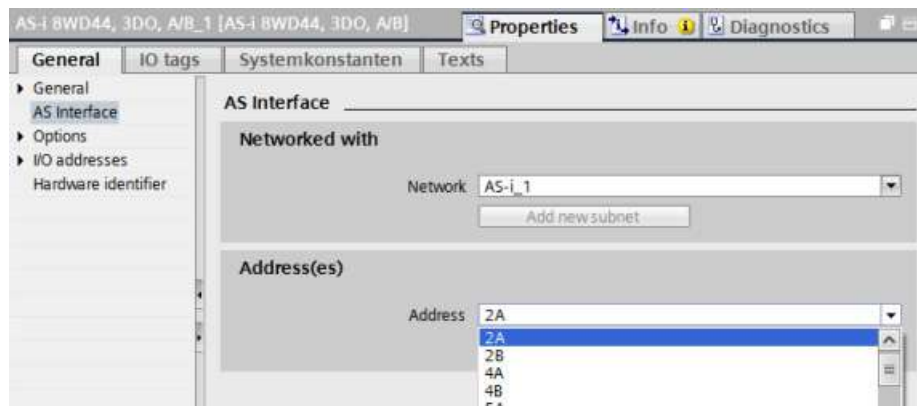 AS-i 8WD44, 3DO, A/B_1 [AS-i 8WD44, 3DO, A/B]
Properties
Info
Diagnostics
General
IO tags
Systemkonstanten
Texts
General
AS Interface
Options
I/O addresses
Hardware identifier
AS Interface
Networked with
Network AS-i_1
Add new subnet
Address(es)
Address 2A
2A
2B
4A
4B